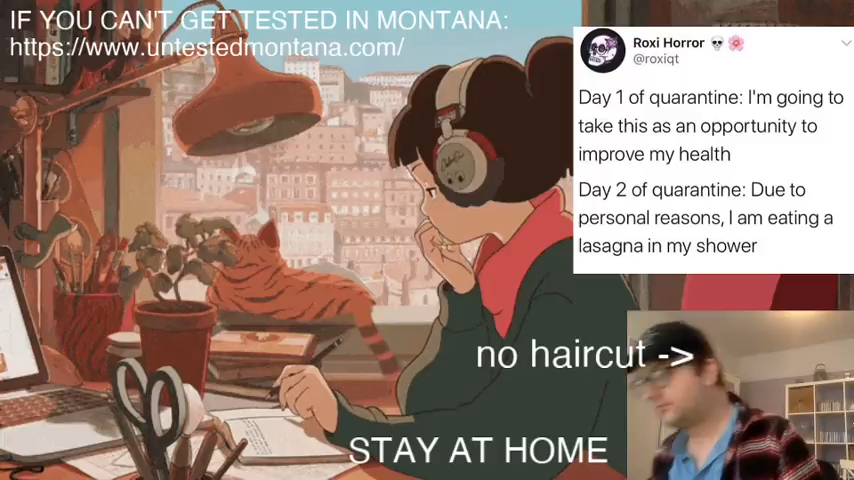 IF YOU CAN'T GET TESTED IN MONTANA:
https://www.untestedmontana.com/
Roxi Horror 💀🌸
@roxiqt
Day 1 of quarantine: I'm going to
take this as an opportunity to
improve my health
Day 2 of quarantine: Due to
personal reasons, I am eating a
lasagna in my shower
no haircut ->
STAY AT HOME